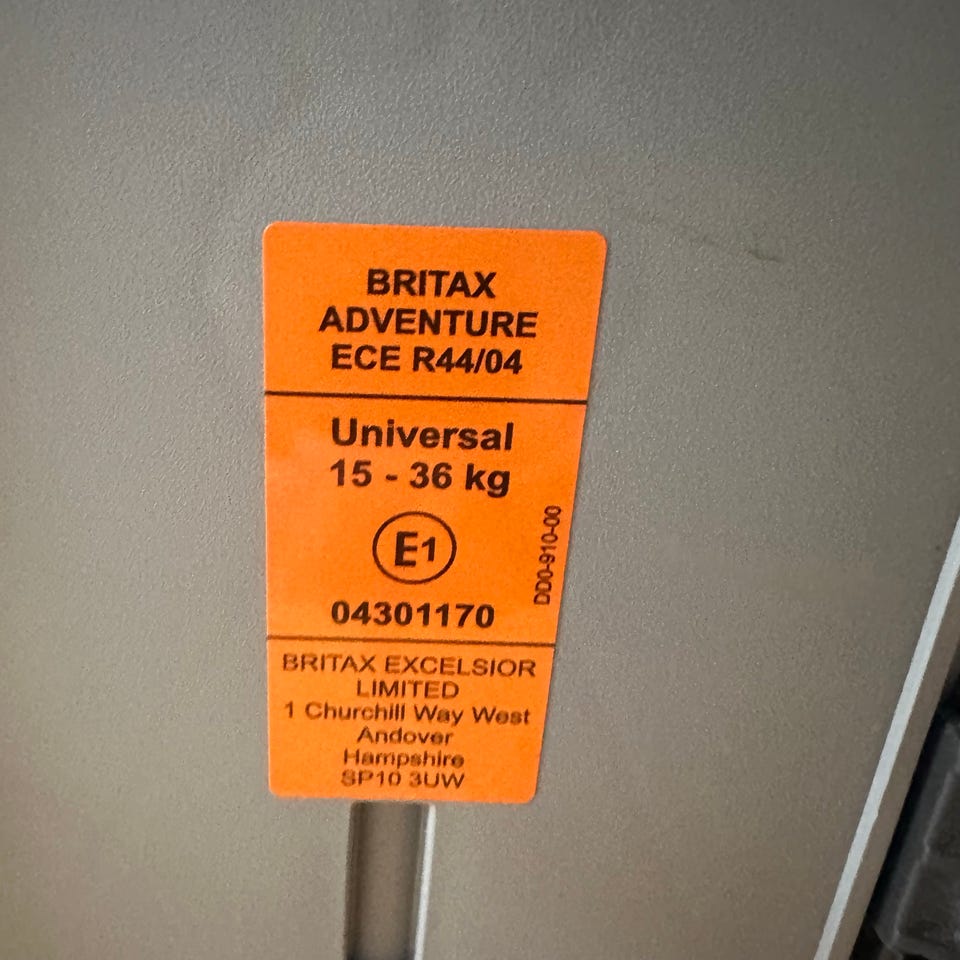 BRITAX
ADVENTURE
ECE R44/04
Universal
15 - 36 kg
E1
04301170
DD0-910-00
BRITAX EXCELSIOR
LIMITED
1 Churchill Way West
Andover
Hampshire
SP10 3UW